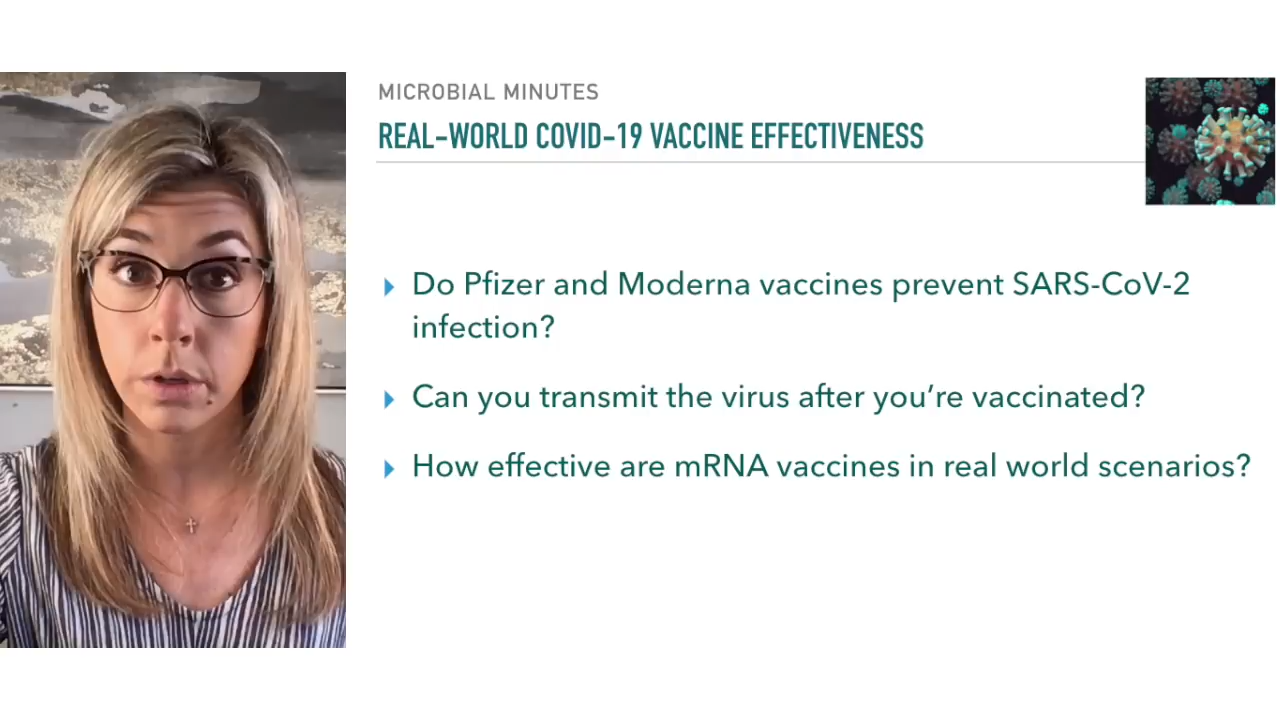 MICROBIAL MINUTES
REAL-WORLD COVID-19 VACCINE EFFECTIVENESS
Do Pfizer and Moderna vaccines prevent SARS-CoV-2
infection?
Can you transmit the virus after you’re vaccinated?
How effective are mRNA vaccines in real world scenarios?